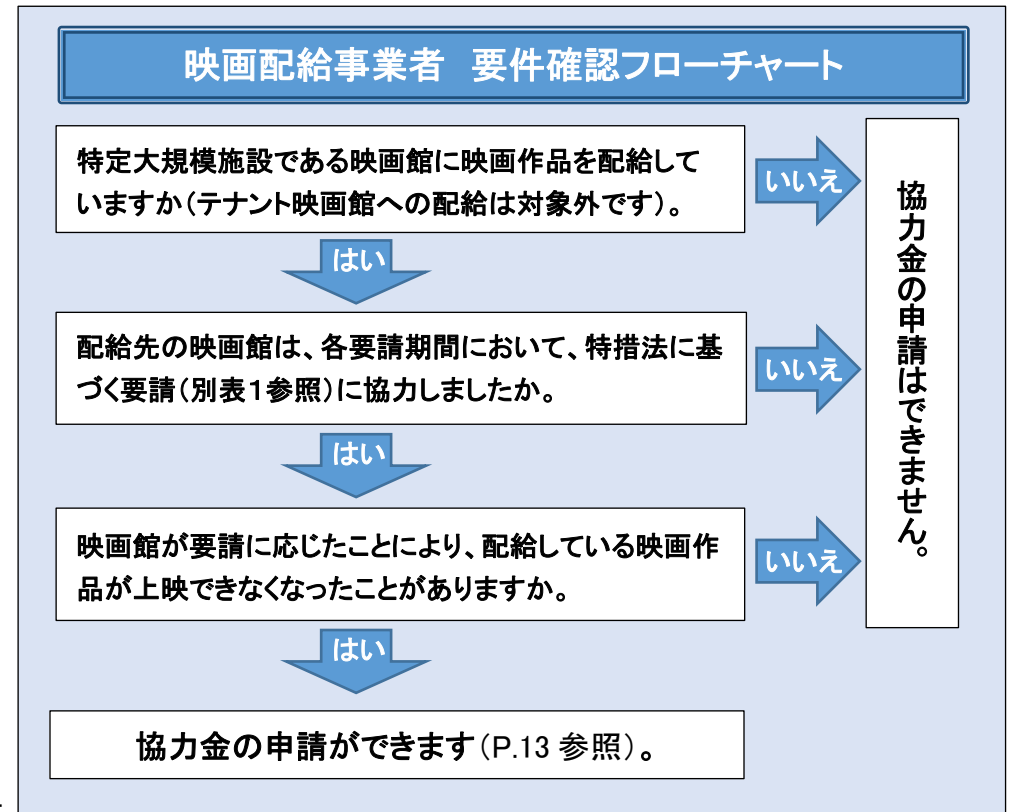 映画配給事業者　要件確認フローチャート
特定大規模施設である映画館に映画作品を配給して
いますか（テナント映画館への配給は対象外です）。
いいえ
はい
配給先の映画館は、各要請期間において、特措法に基
づく要請（別表１参照）に協力しましたか。
いいえ
はい
映画館が要請に応じたことにより、配給している映画作
品が上映できなくなったことがありますか。
いいえ
はい
協力金の申請はできません。
協力金の申請ができます（P.13 参照）。